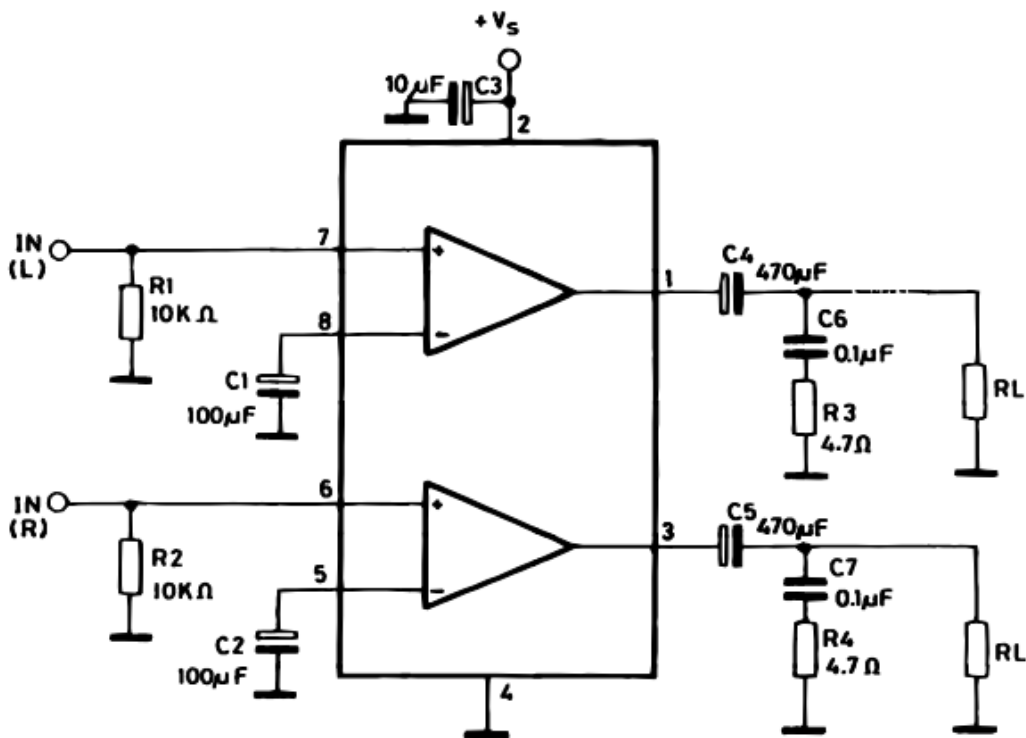 + Vs
10µF
C3
2
IN
(L)
7
+
R1
10KΩ
8
-
C1
100µF
1
C4
470µF
C6
0.1µF
R3
4.7Ω
RL
IN
(R)
6
+
R2
10KΩ
5
-
C2
100µF
3
C5
470µF
C7
0.1µF
R4
4.7Ω
RL
4